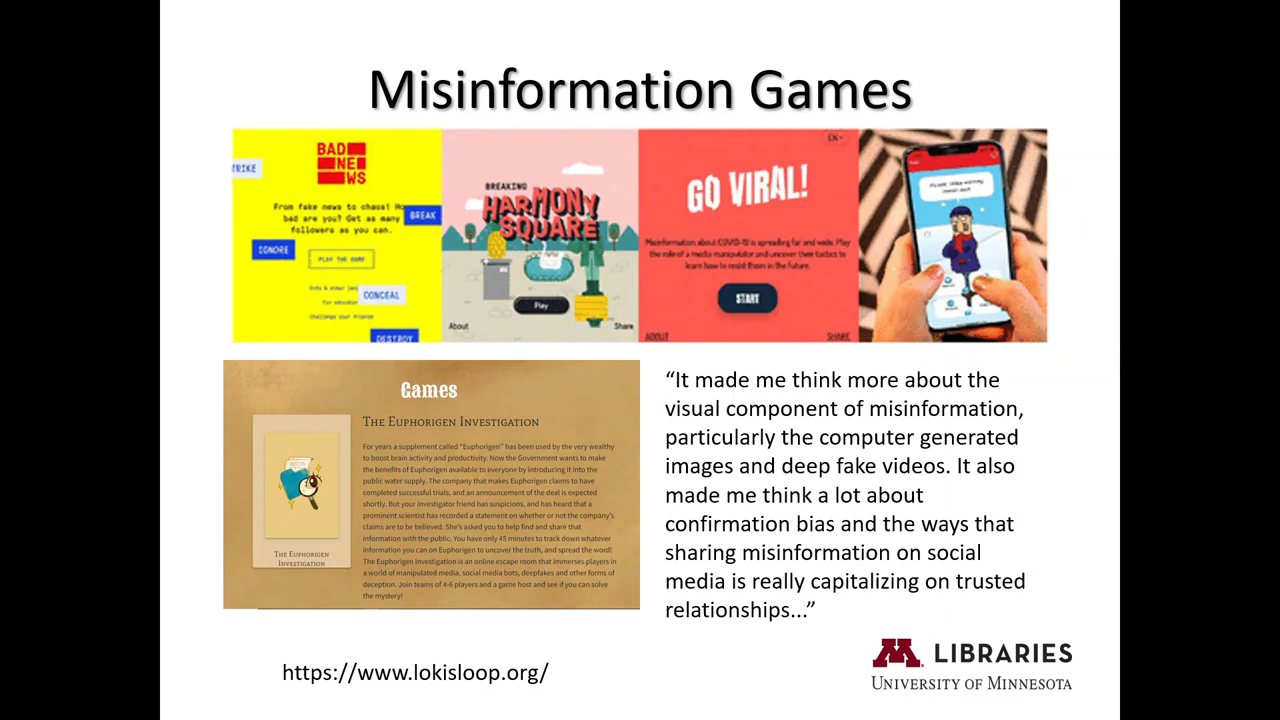 Misinformation Games
TRIKE
BAD
NE
WS
From fake news to chaos! Ho
bad are you? Get as many
followers as you can.
BREAK
IGNORE
PLAY THE GAME
CONCEAL
For educator
Challenge your friend
DESTROY
BREAKING
HARMONY
SQUARE
Play
About
Share
EN
GO VIRAL!
Misinformation about COVID-19 is spreading far and wide. Play
the role of a media manipulator and uncover their tactics to
learn how to resist them in the future.
START
ABOUT
SHARE
Games
The Euphorigen Investigation
For years a supplement called "Euphorigen" has been used by the very wealthy
to boost brain activity and productivity. Now the Government wants to make
the benefits of Euphorigen available to everyone by introducing it into the
public water supply. The company that makes Euphorigen claims to have
completed successful trials, and an announcement of the deal is expected
shortly. But your investigator friend has suspicions, and has heard that a
prominent scientist has recorded a statement on whether or not the company's
claims are to be believed. She's asked you to help find and share that
information with the public. You have only 45 minutes to track down whatever
information you can on Euphorigen to uncover the truth, and spread the word!
The Euphorigen Investigation is an online escape room that immerses players in
a world of manipulated media, social media bots, deepfakes and other forms of
deception. Join teams of 4-6 players and a game host and see if you can solve
the mystery!
The Euphorigen
Investigation
“It made me think more about the
visual component of misinformation,
particularly the computer generated
images and deep fake videos. It also
made me think a lot about
confirmation bias and the ways that
sharing misinformation on social
media is really capitalizing on trusted
relationships...”
https://www.lokisloop.org/
M LIBRARIES
University of Minnesota